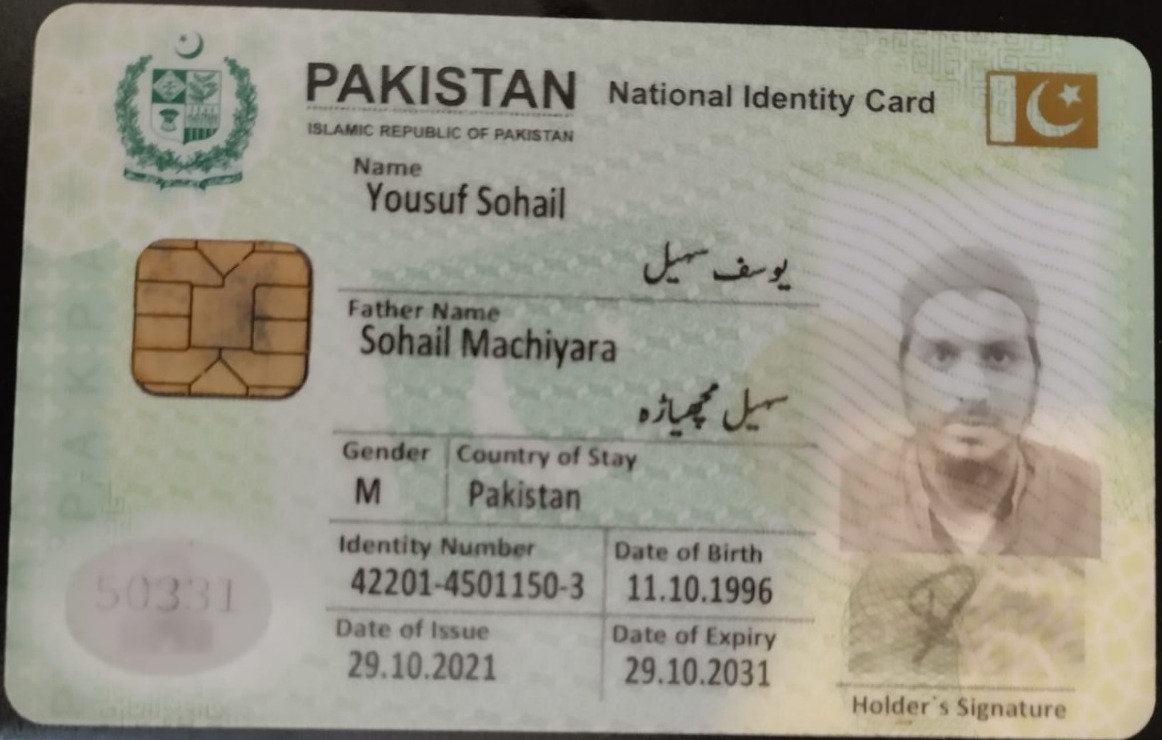 PAKISTAN National Identity Card
ISLAMIC REPUBLIC OF PAKISTAN
Name
Yousuf Sohail
یوسف سہیل
Father Name
Sohail Machiyara
سہیل مچھیاڑہ
Gender Country of Stay
M Pakistan
Identity Number Date of Birth
42201-4501150-3 11.10.1996
50331
Date of Issue Date of Expiry
29.10.2021 29.10.2031
Holder`s Signature